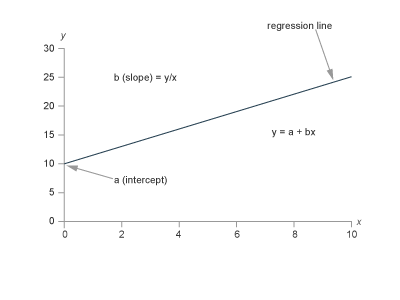 regression line
y
30
b (slope) = y/x
25
20
15
y = a + bx
10
a (intercept)
5
0
x
0
2
4
6
8
10